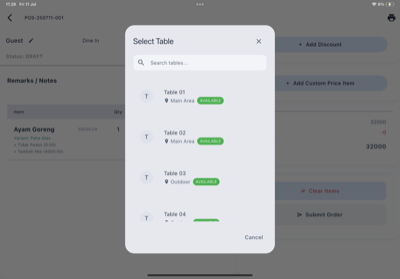 11:39 Fri 11 Jul
POS-250711-001
Guest
Dine In
Status: DRAFT
+ Add Discount
Remarks / Notes
+ Add Custom Price Item
Item
Qty
Ayam Goreng
1
32000
32000
Clear Items
Submit Order
Select Table
Search tables...
T
Table 01
Main Area
AVAILABLE
T
Table 02
Main Area
AVAILABLE
T
Table 03
Outdoor
AVAILABLE
T
Table 04
Cancel